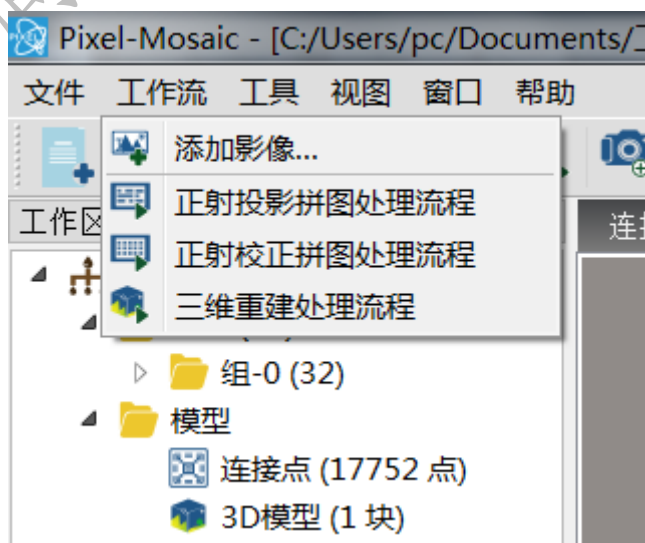 Pixel-Mosaic - [C:/Users/pc/Documents/
文件 工作流 工具 视图 窗口 帮助
添加影像...
正射投影拼图处理流程
工作区
正射校正拼图处理流程
三维重建处理流程
组-0 (32)
模型
连接点 (17752 点)
3D模型 (1 块)